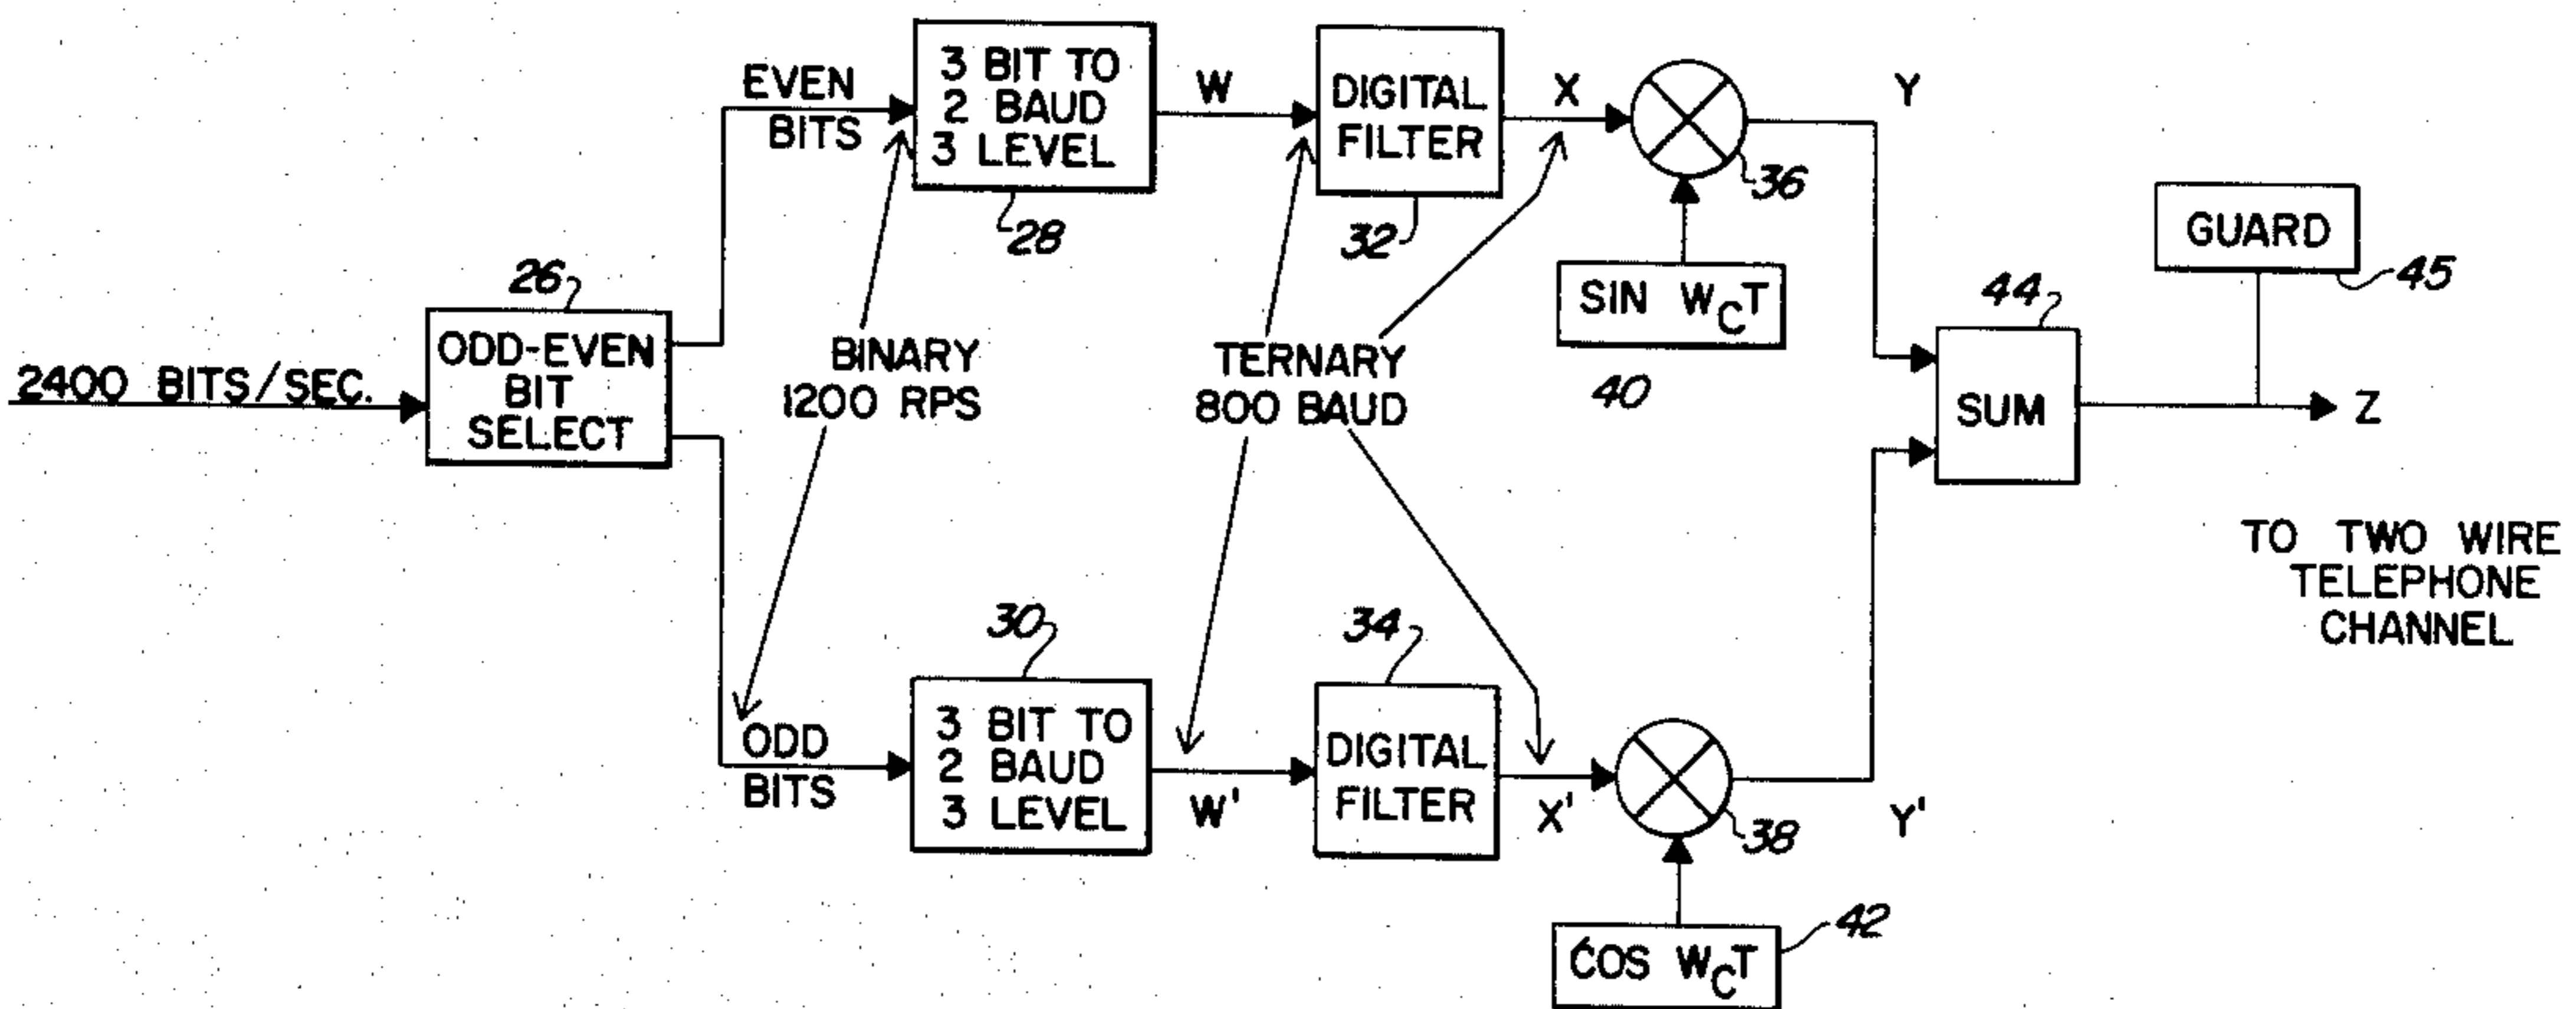 2400 BITS/SEC.
26
ODD-EVEN
BIT
SELECT
EVEN
BITS
3 BIT TO
2 BAUD
3 LEVEL
28
BINARY
1200 RPS
ODD
BITS
30
3 BIT TO
2 BAUD
3 LEVEL
W
W'
TERNARY
800 BAUD
DIGITAL
FILTER
32
34
DIGITAL
FILTER
X
X'
36
SIN WCT
40
38
COS WCT
42
Y
Y'
44
SUM
GUARD
45
Z
TO TWO WIRE
TELEPHONE
CHANNEL